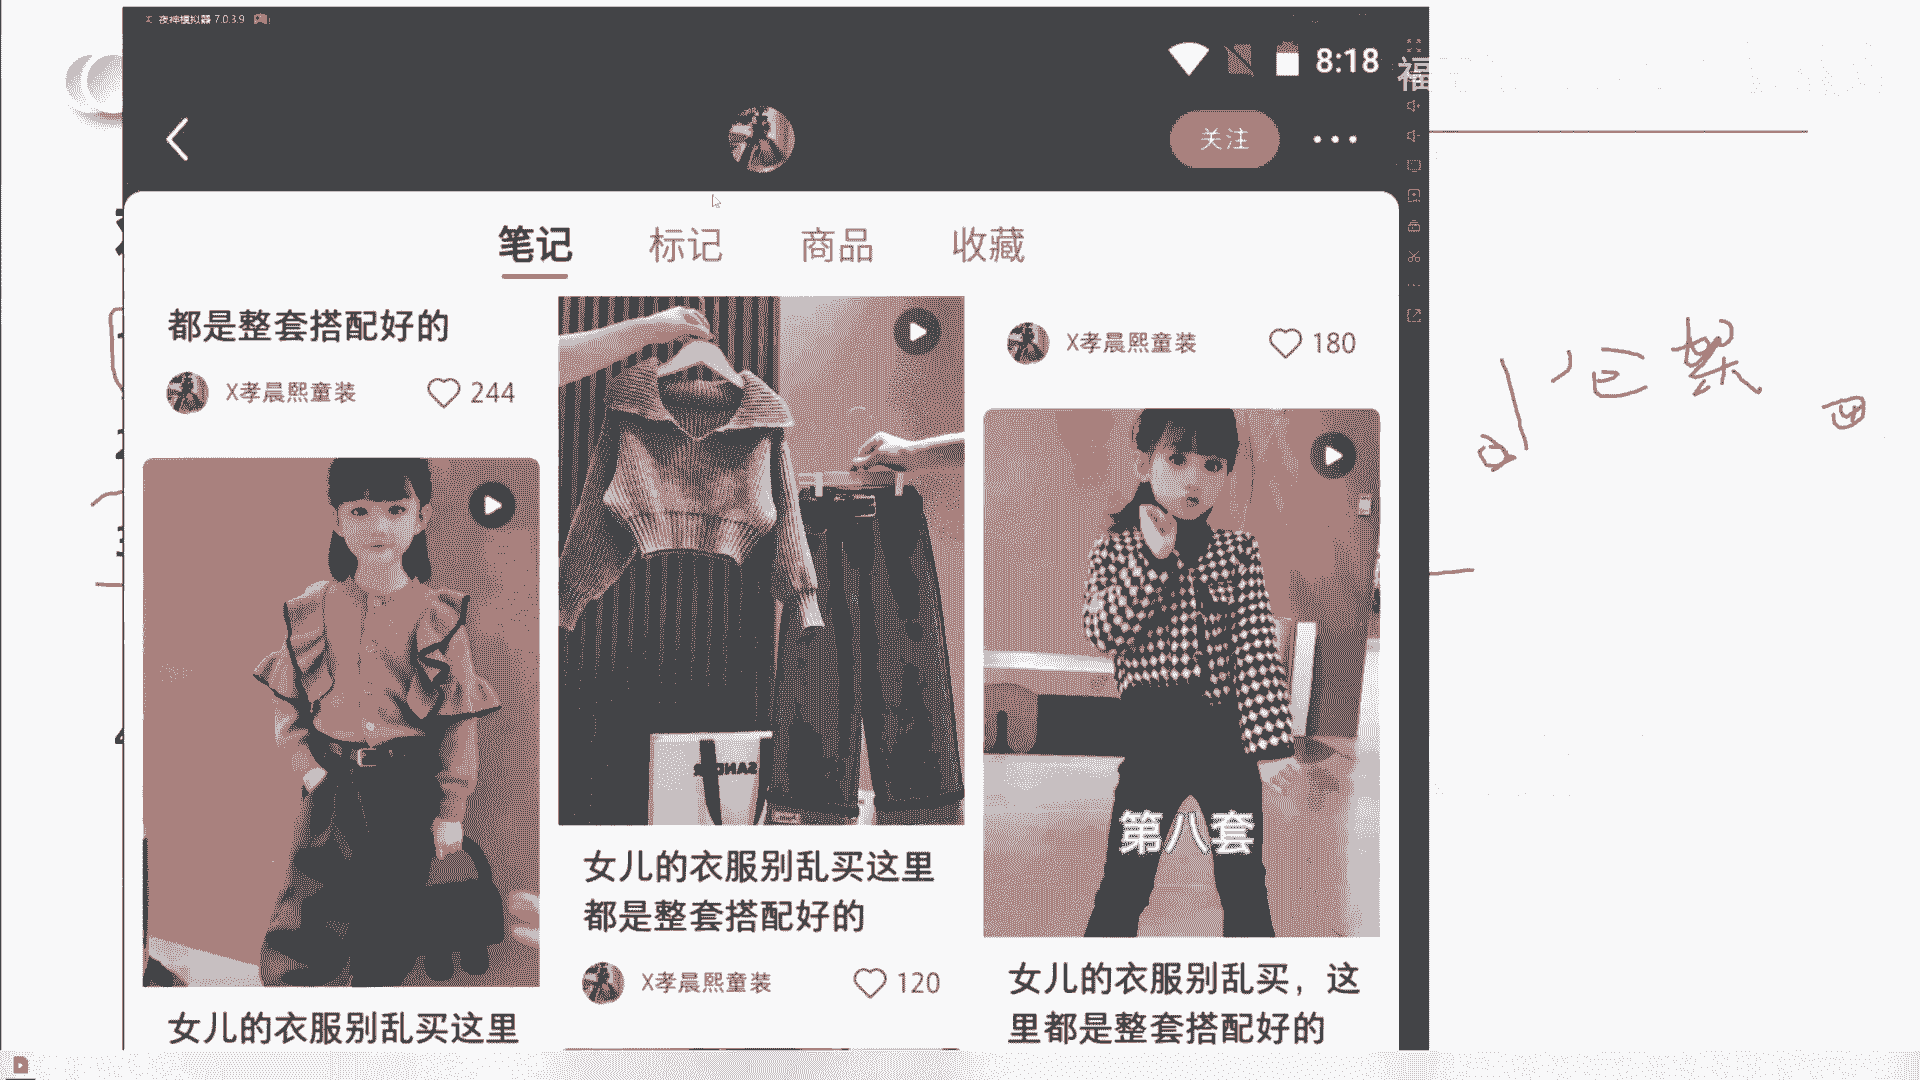 夜神模拟器 7.0.3.9
8:18
福
关注
笔记 标记 商品 收藏
都是整套搭配好的
X孝晨熙童装 244
SANDR
女儿的衣服别乱买这里
都是整套搭配好的
X孝晨熙童装 120
X孝晨熙童装 180
第八套
女儿的衣服别乱买，这
里都是整套搭配好的
女儿的衣服别乱买这里